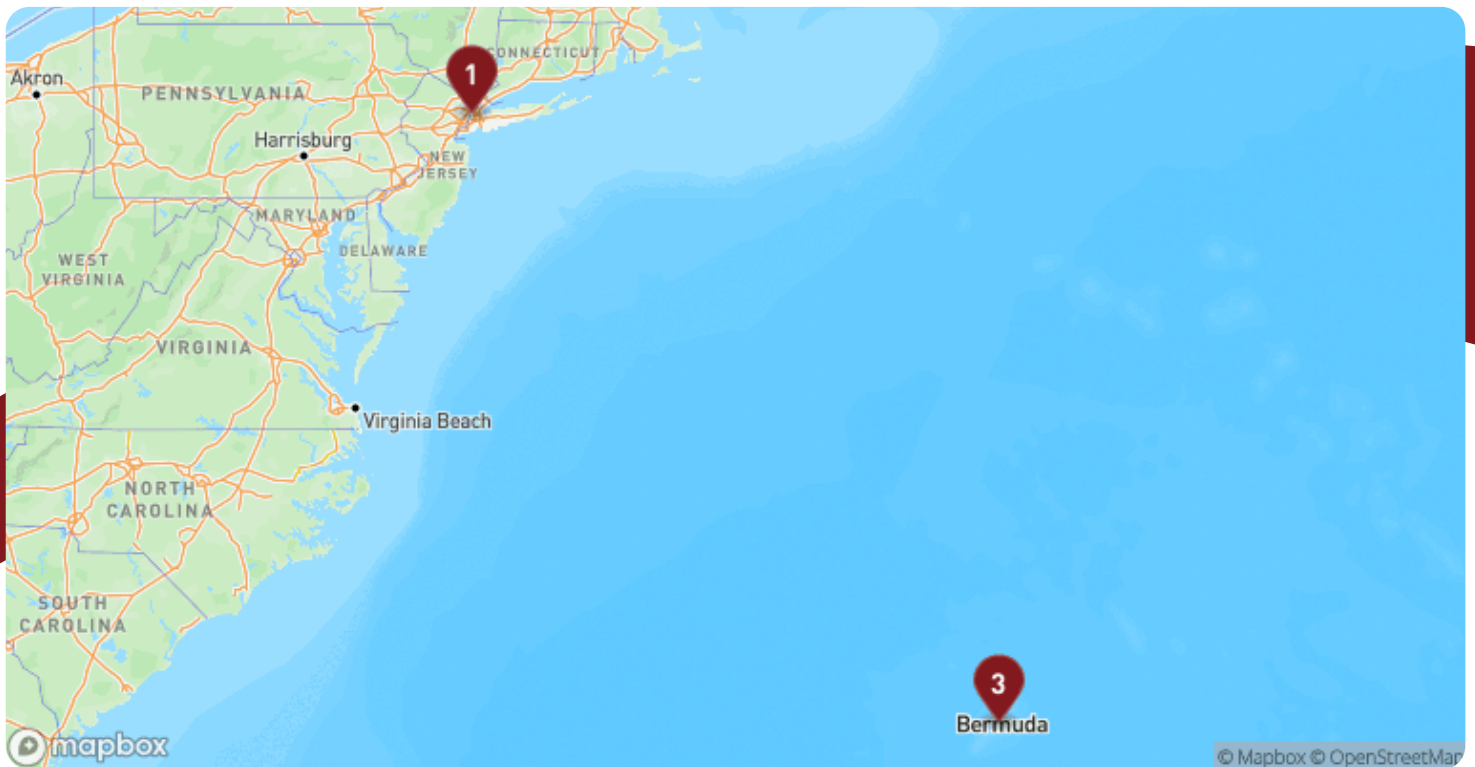 1
CONNECTICUT
Akron
PENNSYLVANIA
Harrisburg
NEW
JERSEY
MARYLAND
DELAWARE
WEST
VIRGINIA
VIRGINIA
Virginia Beach
NORTH
CAROLINA
SOUTH
CAROLINA
3
Bermuda
mapbox
© Mapbox © OpenStreetMap